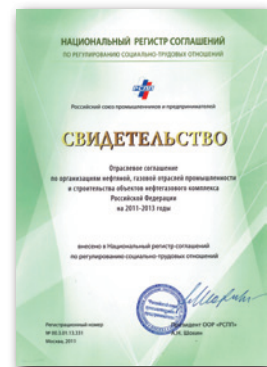 НАЦИОНАЛЬНЫЙ РЕГИСТР СОГЛАШЕНИЙ
ПО РЕГУЛИРОВАНИЮ СОЦИАЛЬНО-ТРУДОВЫХ ОТНОШЕНИЙ
РСПП
Российский союз промышленников и предпринимателей
СВИДЕТЕЛЬСТВО
Отраслевое соглашение
по организациям нефтяной, газовой отраслей промышленности
и строительства объектов нефтегазового комплекса
Российской Федерации
на 2011-2013 годы
внесено в Национальный регистр соглашений
по регулированию социально-трудовых отношений
Регистрационный номер
Москва, 2011
Президент ООР «РСПП»
А.Н. Шохин